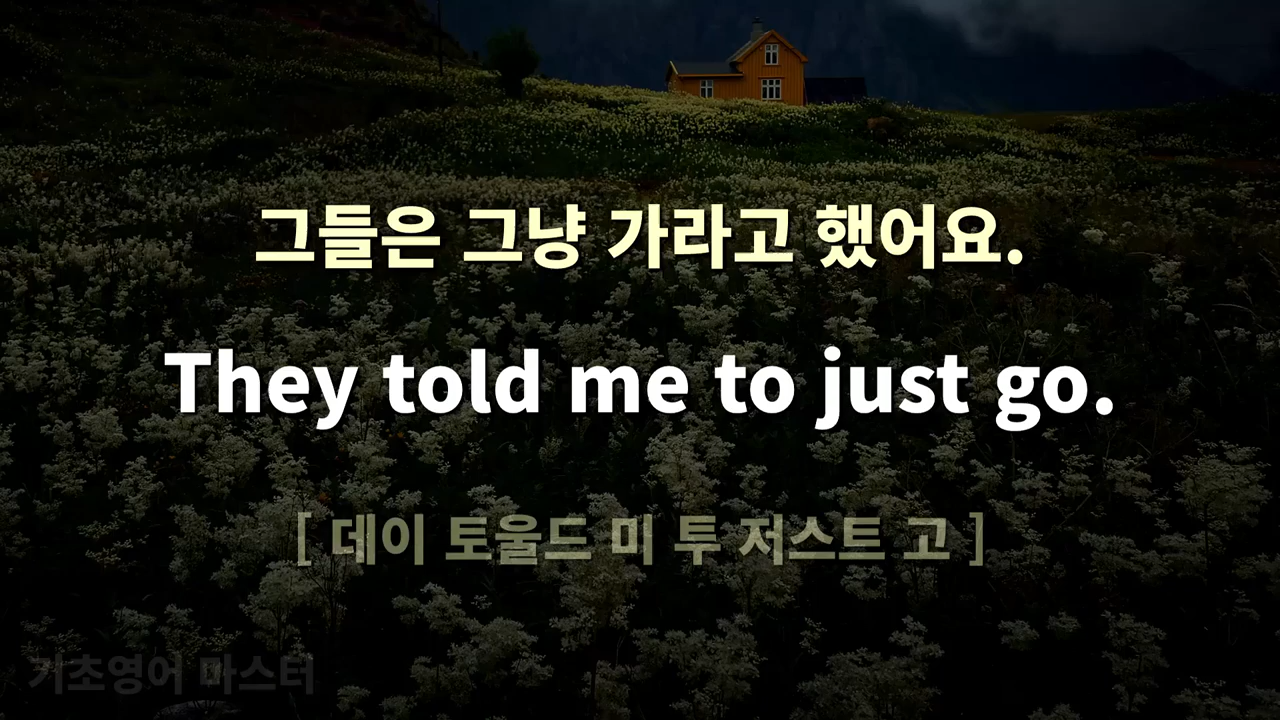 그들은 그냥 가라고 했어요.
They told me to just go.
[ 데이 토울드 미 투 저스트 고 ]
기초영어 마스터